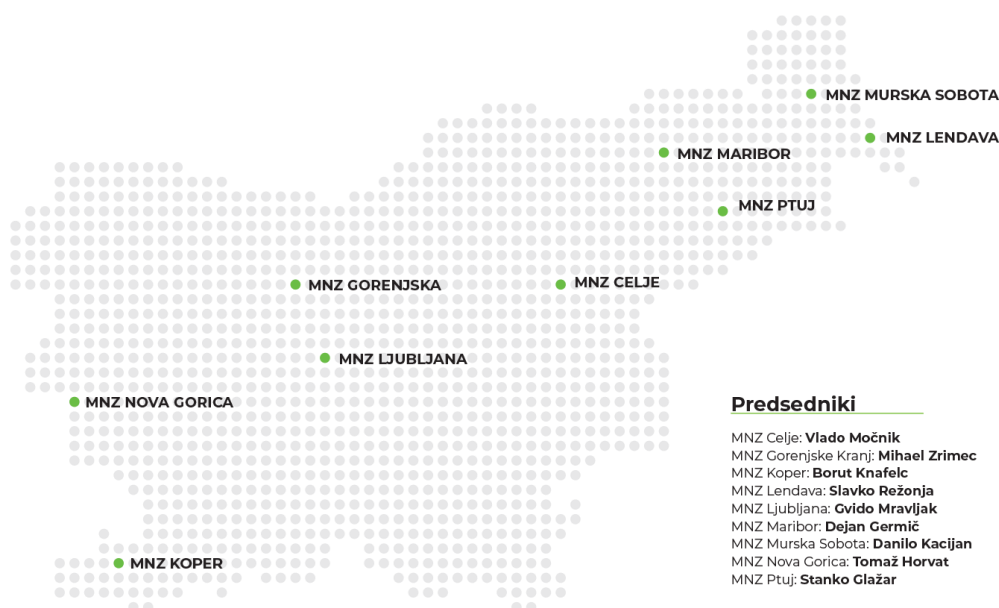 MNZ MURSKA SOBOTA
MNZ LENDAVA
MNZ MARIBOR
MNZ PTUJ
MNZ GORENJSKA
MNZ CELJE
MNZ LJUBLJANA
MNZ NOVA GORICA
MNZ KOPER
Predsedniki
MNZ Celje: Vlado Močnik
MNZ Gorenjske Kranj: Mihael Zrimec
MNZ Koper: Borut Knafelc
MNZ Lendava: Slavko Režonja
MNZ Ljubljana: Gvido Mravljak
MNZ Maribor: Dejan Germič
MNZ Murska Sobota: Danilo Kacijan
MNZ Nova Gorica: Tomaž Horvat
MNZ Ptuj: Stanko Glažar